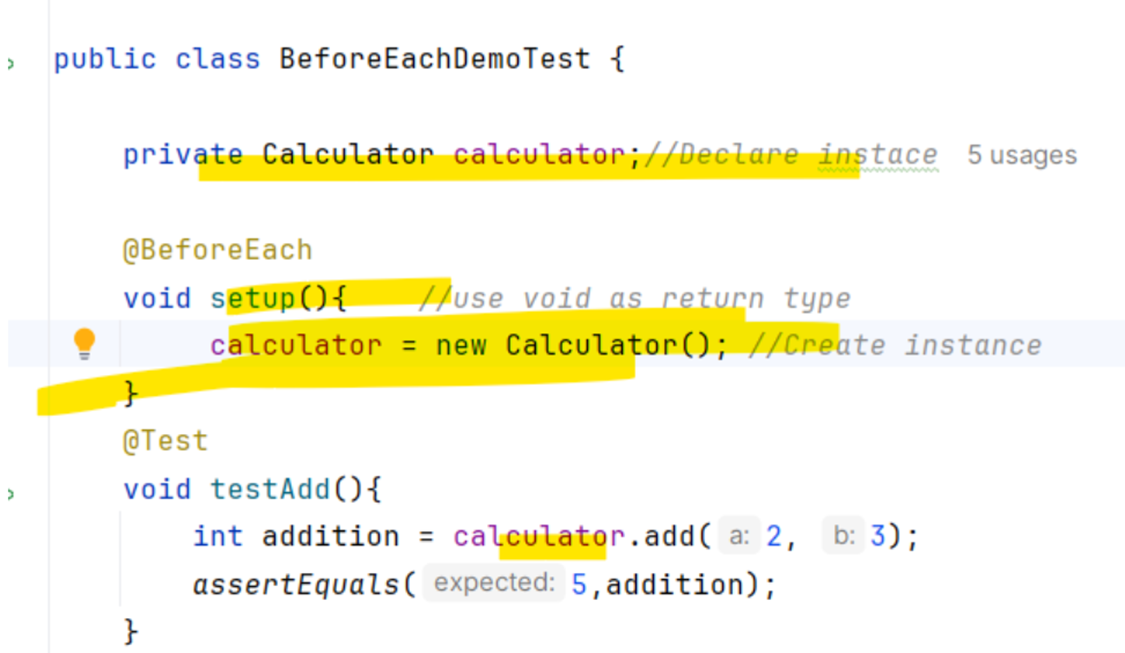 public class BeforeEachDemoTest {
private Calculator calculator;//Declare instace 5 usages
@BeforeEach
void setup(){ //use void as return type
calculator = new Calculator(); //Create instance
}
@Test
void testAdd(){
int addition = calculator.add( a: 2, b: 3);
assertEquals( expected: 5,addition);
}